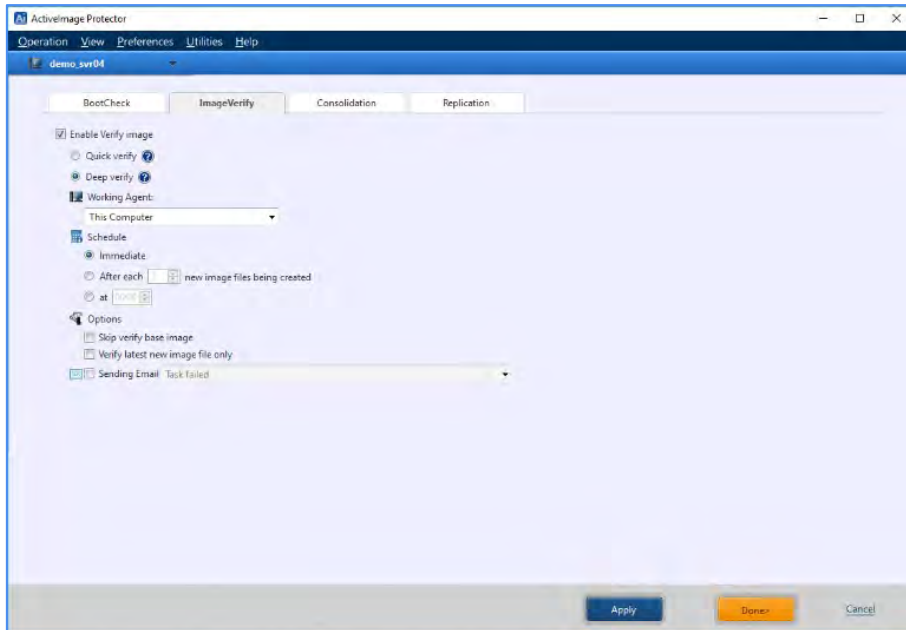 ActiveImage Protector
Operation View Preferences Utilities Help
demo_svr04
BootCheck ImageVerify Consolidation Replication
Enable Verify image
Quick verify
Deep verify
Working Agent:
This Computer
Schedule
Immediate
After each new image files being created
at
Options
Skip verify base image
Verify latest new image file only
Sending Email Task failed
Apply Done> Cancel